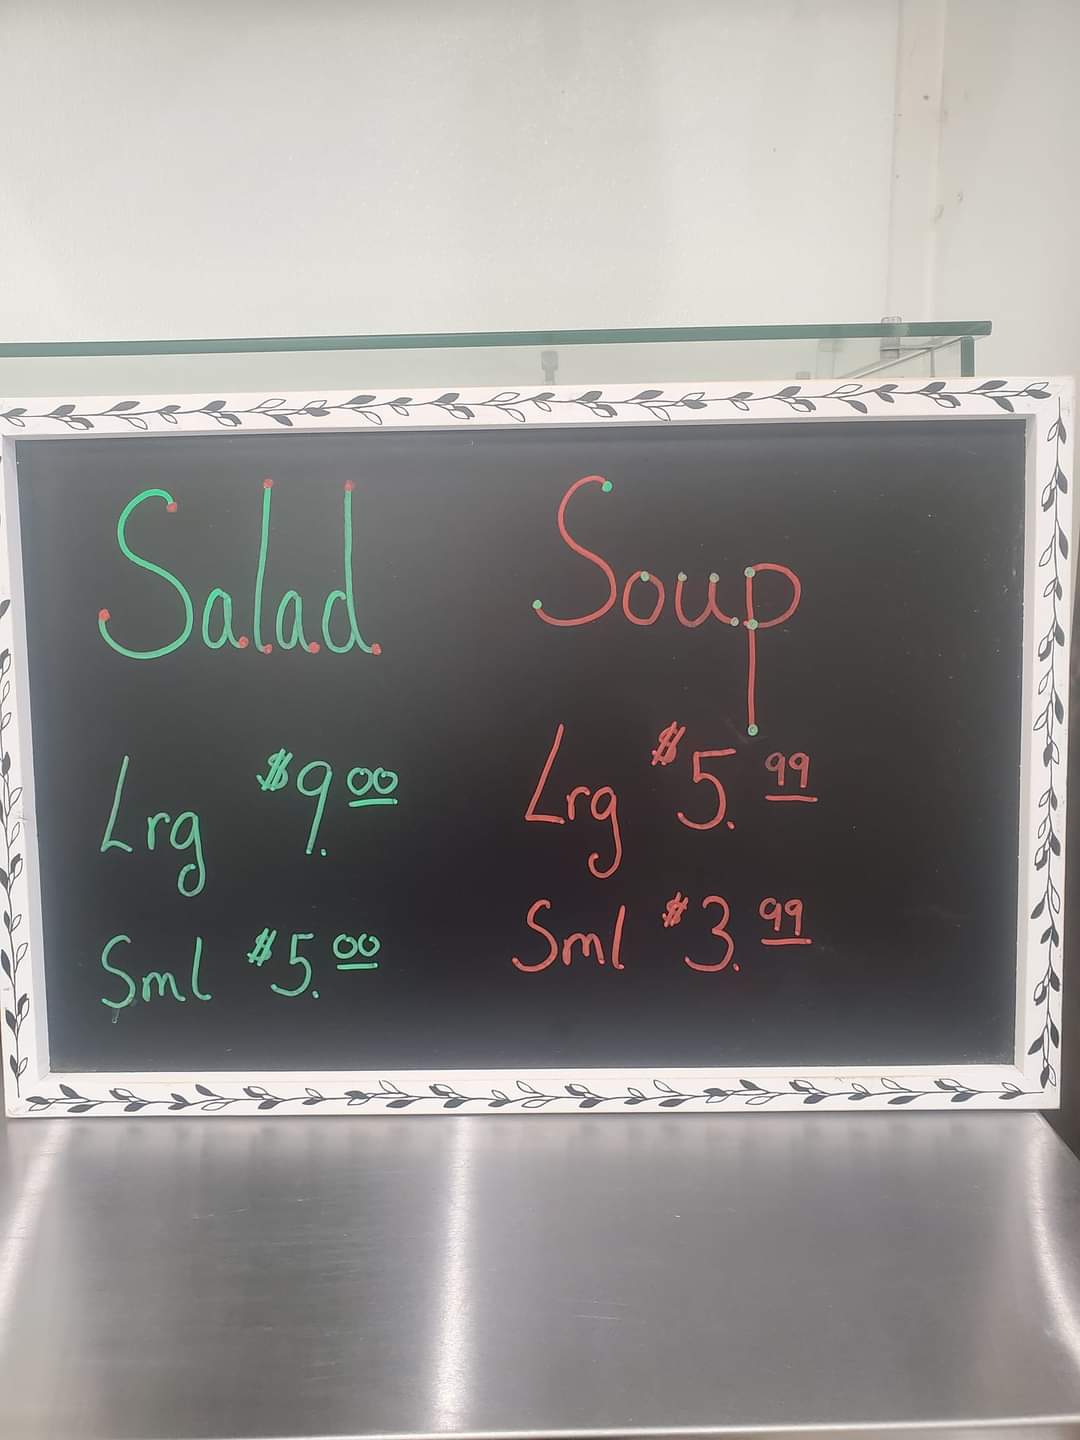 Salad
Lrg $9.00
Sml $5.00
Soup
Lrg $5.99
Sml $3.99